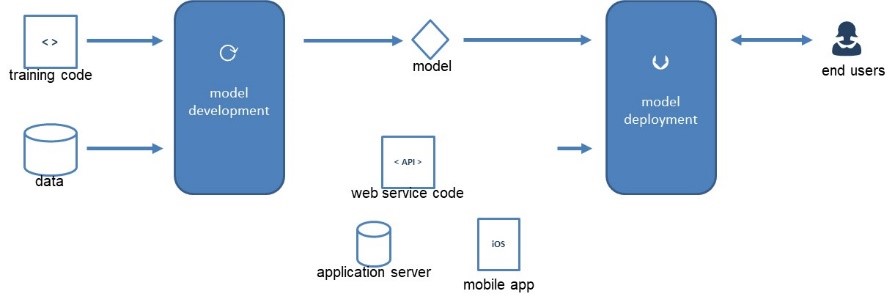 < >
training code
data
model
development
model
< API >
web service code
application server
iOS
mobile app
model
deployment
end users